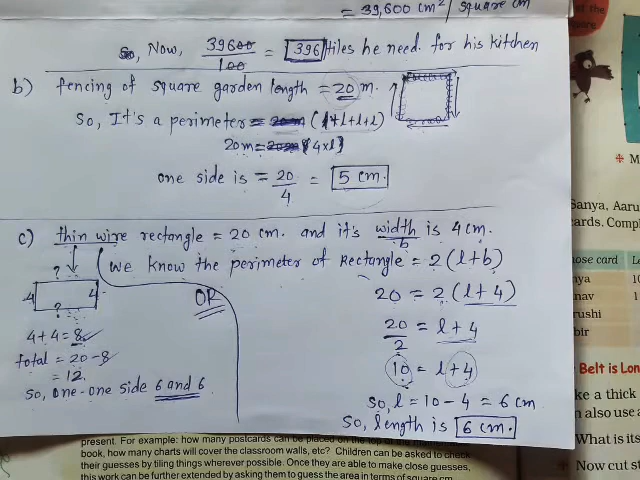 = 39,600 cm²/ square cm
So, Now, 39600/100 = 396 tiles he need for his kitchen
b) fencing of square garden length = 20 m.
So, It's a perimeter = (l+l+l+l)
20m = (4×l)
one side is = 20/4 = 5 cm.
c) thin wire rectangle = 20 cm. and it's width is 4 cm.
b
we know the perimeter of Rectangle = 2(l+b)
?
4 4
?
4+4 = 8
total = 20-8
= 12.
So, one-one side 6 and 6.
OR
20 = 2(l+4)
20/2 = l+4
10 = l+4
So, l = 10 - 4 = 6 cm
So, length is 6 cm.
the
M
Sanya, Aaru
cards. Comp
card Le
nya 10
nav 11
rushi
bir
Belt is Lon
ke a thick
n also use a
What is its
Now cut s
present. For example: how many postcards can be placed on the top of
book, how many charts will cover the classroom walls, etc? Children can be asked to check
their guesses by tiling things wherever possible. Once they are able to make close guesses,
this work can be further extended by asking them to guess the area in terms of square cm